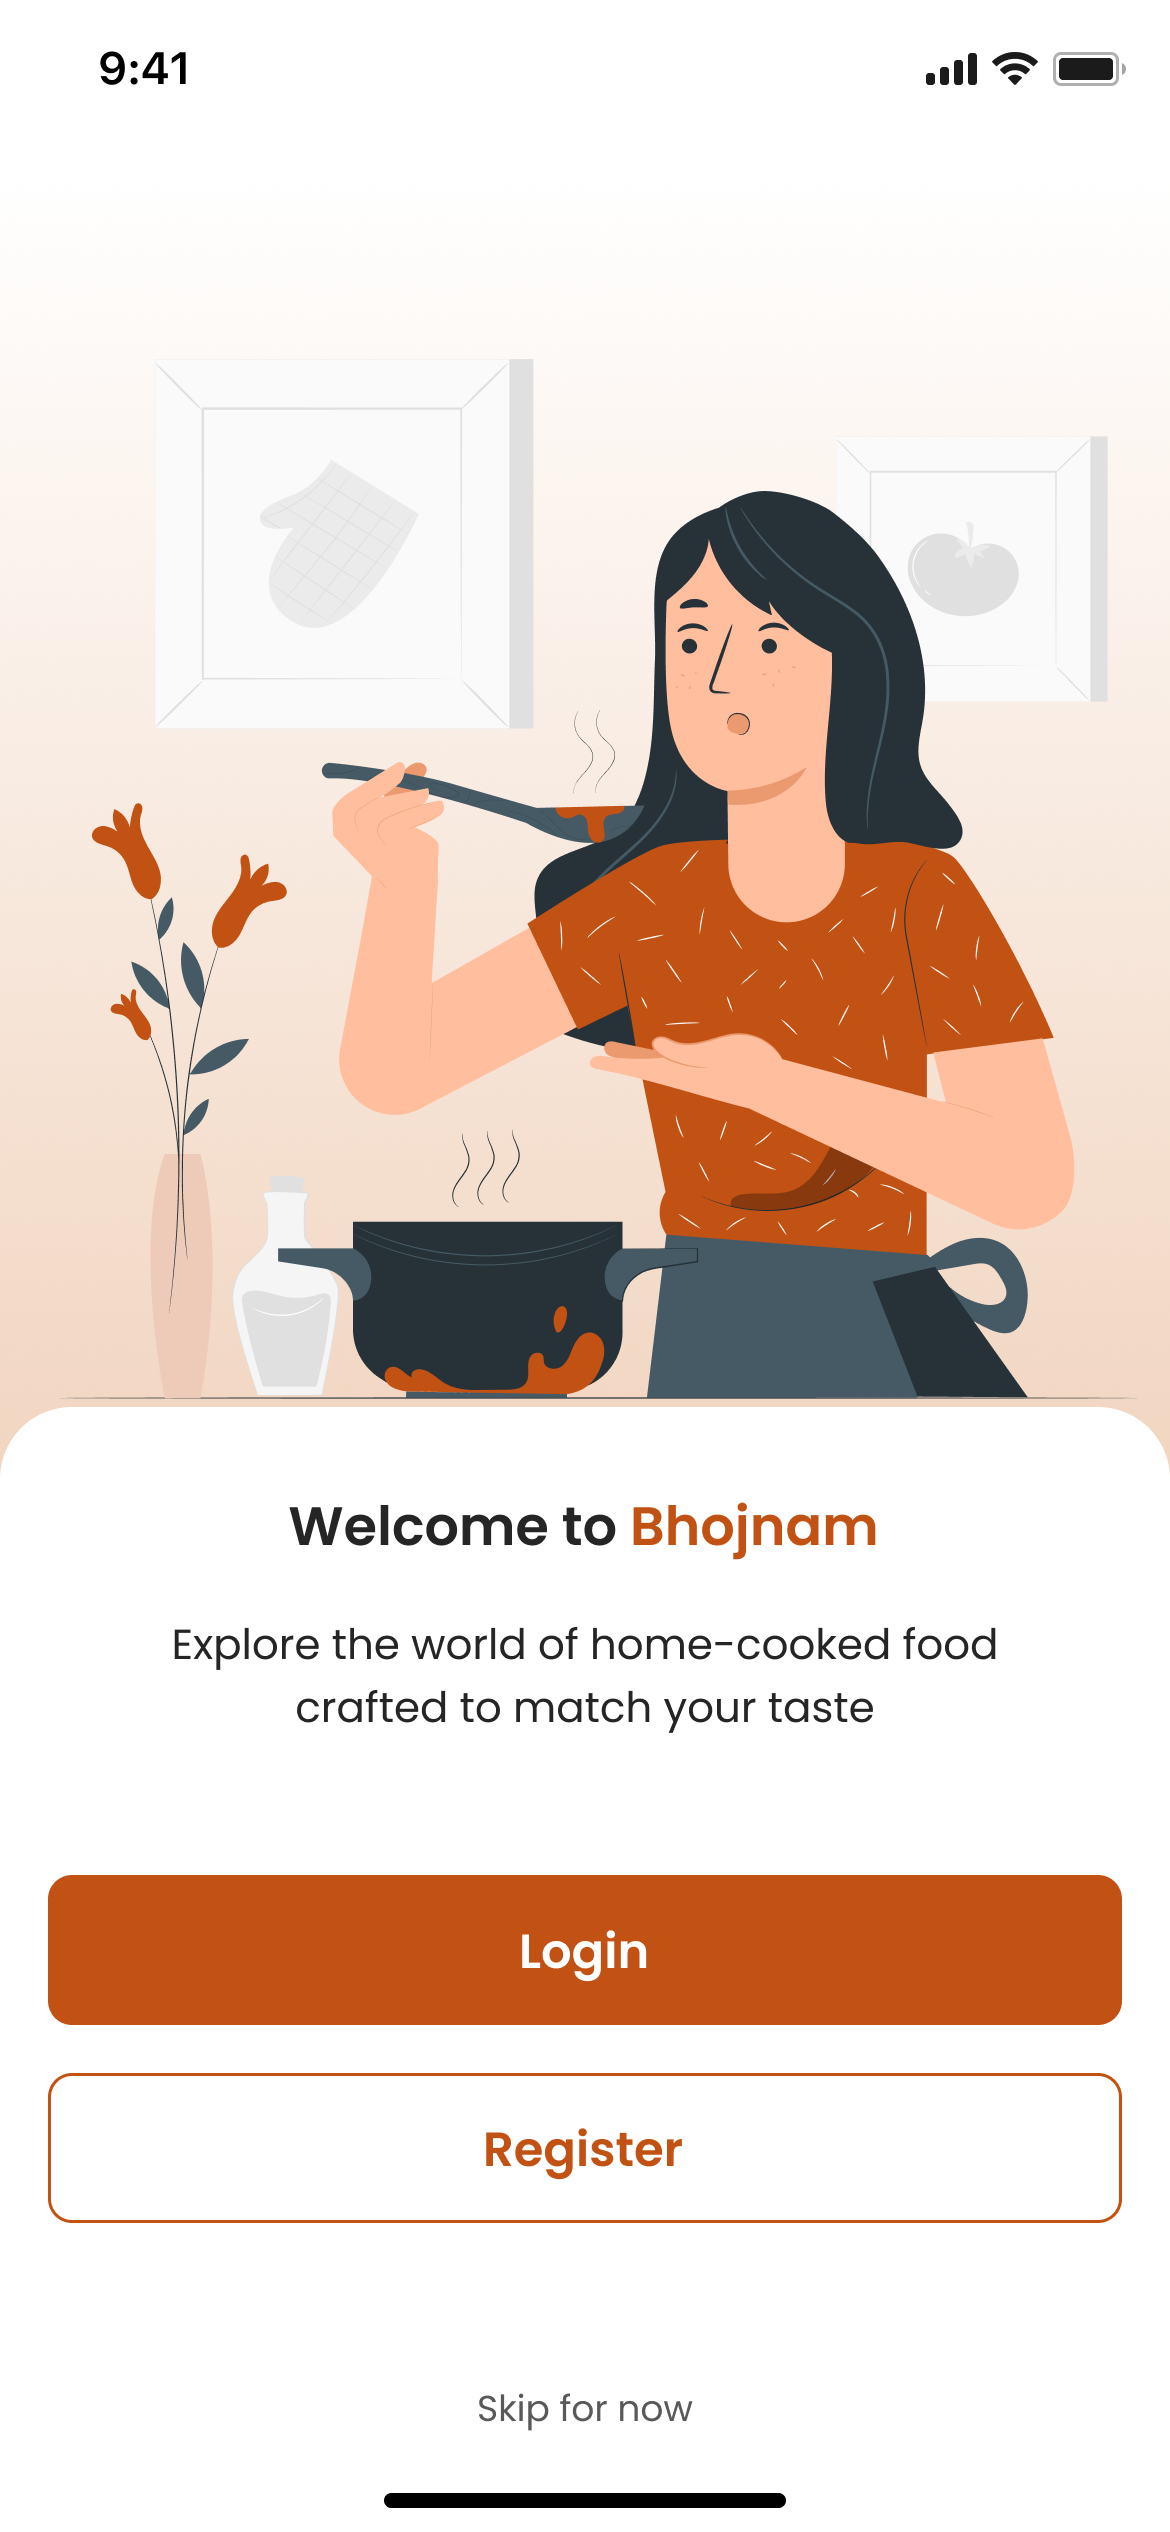 9:41
Welcome to Bhojnam
Explore the world of home-cooked food
crafted to match your taste
Login
Register
Skip for now